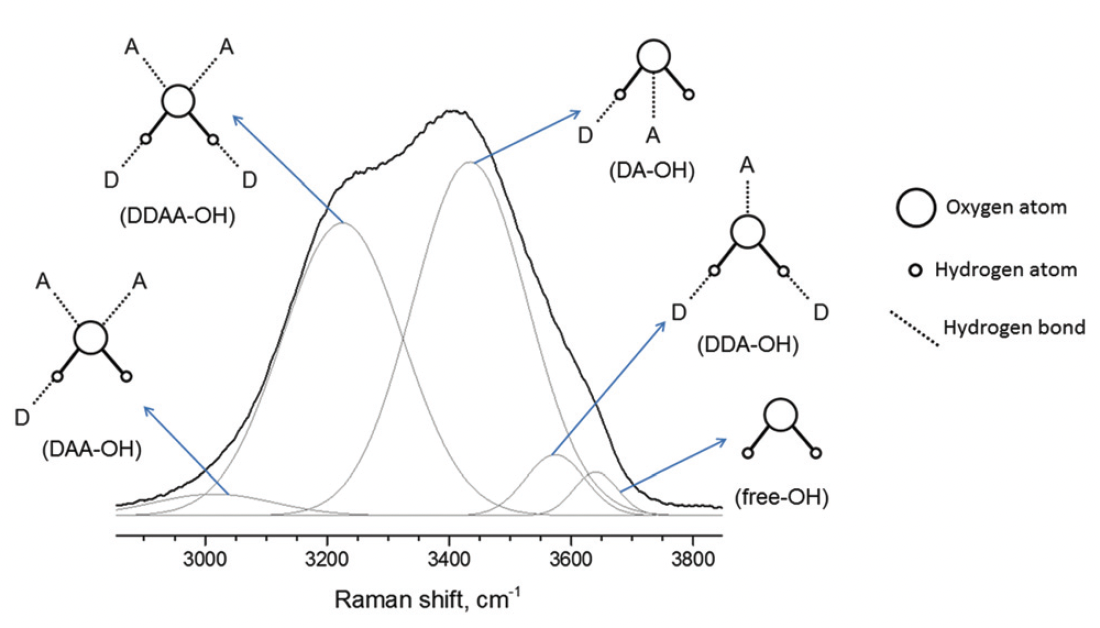 A A
D D
(DDAA-OH)
D A
(DA-OH)
A
D D
(DDA-OH)
A A
D
(DAA-OH)
(free-OH)
Oxygen atom
Hydrogen atom
Hydrogen bond
3000 3200 3400 3600 3800
Raman shift, cm⁻¹